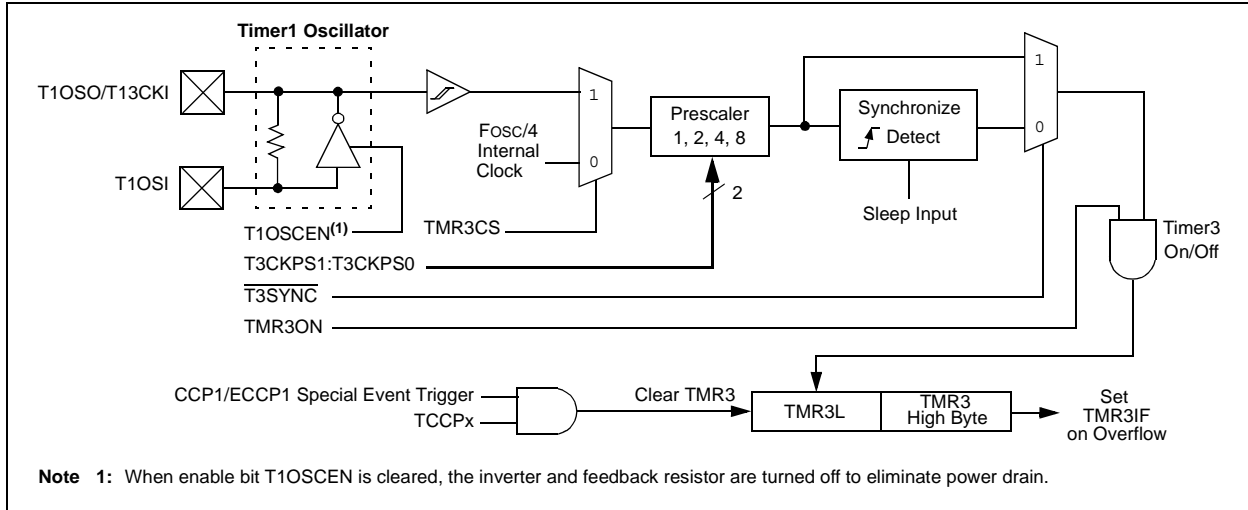 Timer1 Oscillator
T1OSO/T13CKI
T1OSI
1
0
FOSC/4
Internal
Clock
Prescaler
1, 2, 4, 8
2
Synchronize
Detect
1
0
Sleep Input
Timer3
On/Off
T1OSCEN(1)
TMR3CS
T3CKPS1:T3CKPS0
T3SYNC
TMR3ON
CCP1/ECCP1 Special Event Trigger
TCCPx
Clear TMR3
TMR3L
TMR3
High Byte
Set
TMR3IF
on Overflow
Note 1: When enable bit T1OSCEN is cleared, the inverter and feedback resistor are turned off to eliminate power drain.